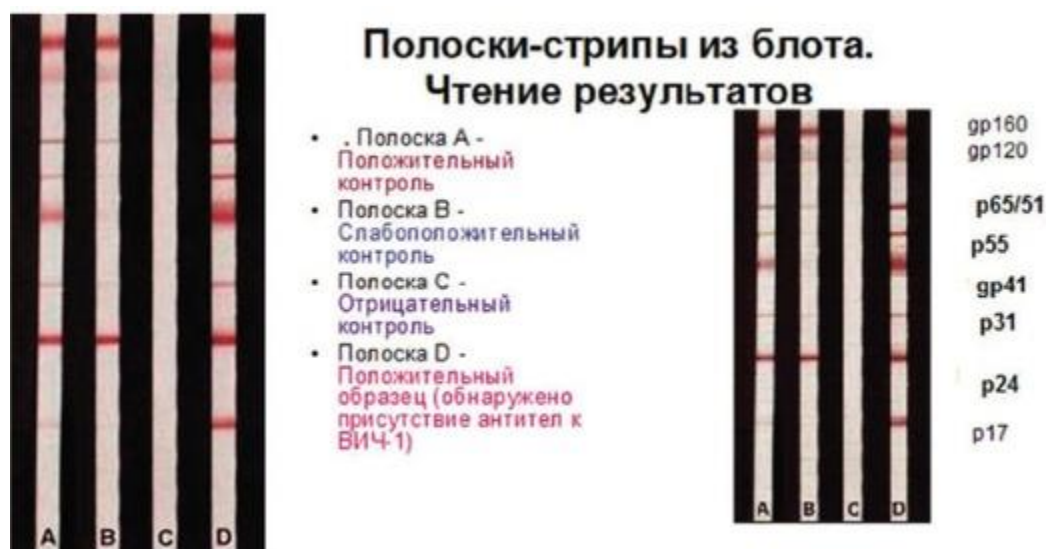 Полоски-стрипы из блота.
Чтение результатов
• . Полоска A -
Положительный
контроль
• Полоска B -
Слабоположительный
контроль
• Полоска C -
Отрицательный
контроль
• Полоска D -
Положительный
образец (обнаружено
присутствие антител к
ВИЧ-1)
A B C D
gp160
gp120
p65/51
p55
gp41
p31
p24
p17
A B C D